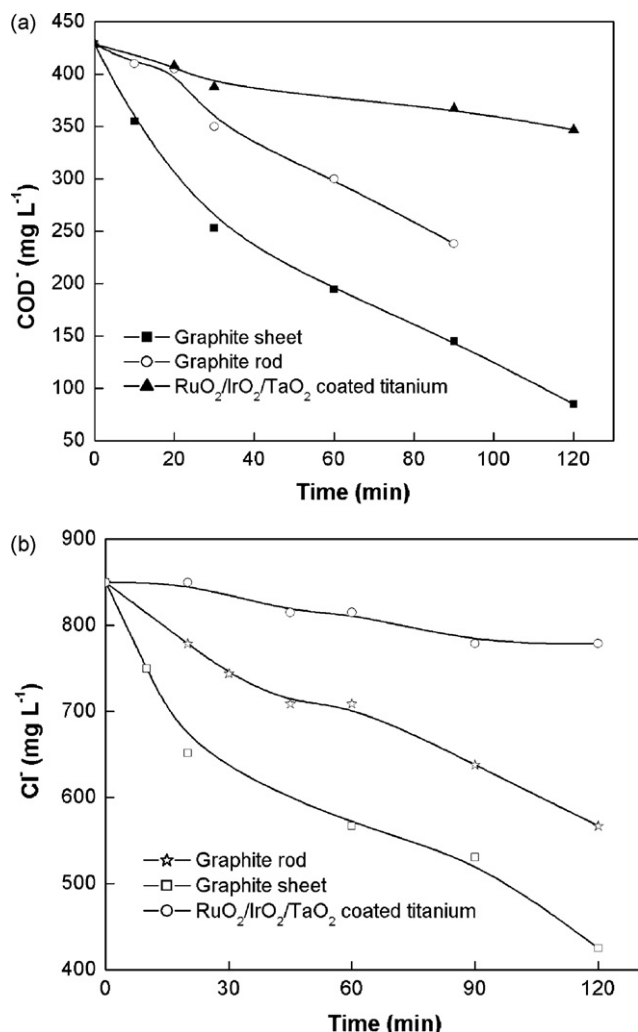 (a)
450
400
350
300
250
200
150
100
50
COD⁻ (mg L⁻¹)
Graphite sheet
Graphite rod
RuO₂/IrO₂/TaO₂ coated titanium
0 20 40 60 80 100 120
Time (min)
(b)
900
800
700
600
500
400
Cl⁻ (mg L⁻¹)
Graphite rod
Graphite sheet
RuO₂/IrO₂/TaO₂ coated titanium
0 30 60 90 120
Time (min)